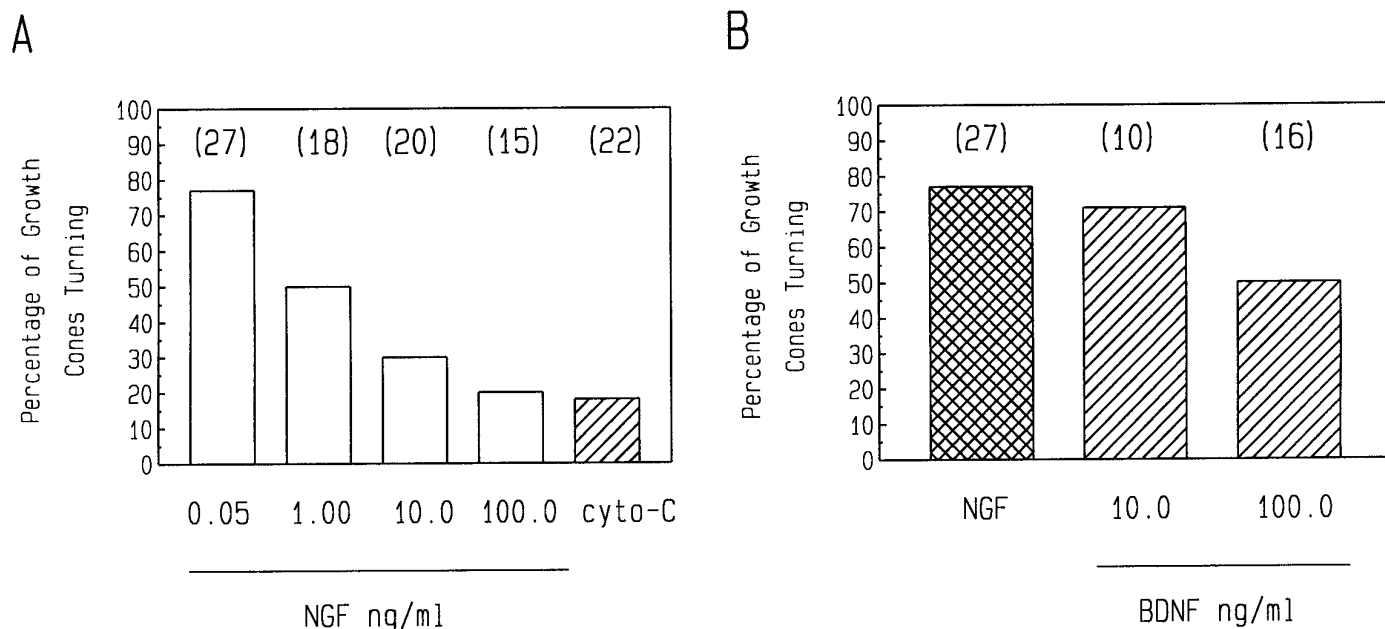 A
Percentage of Growth
Cones Turning
100
90
80
70
60
50
40
30
20
10
0
(27) (18) (20) (15) (22)
0.05 1.00 10.0 100.0 cyto-C
NGF ng/ml
B
Percentage of Growth
Cones Turning
100
90
80
70
60
50
40
30
20
10
0
(27) (10) (16)
NGF 10.0 100.0
BDNF ng/ml